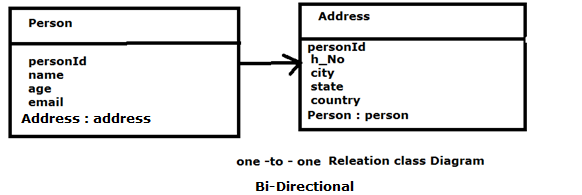 Person
personId
name
age
email
Address : address
Address
personId
h_No
city
state
country
Person : person
one -to - one Releation class Diagram
Bi-Directional